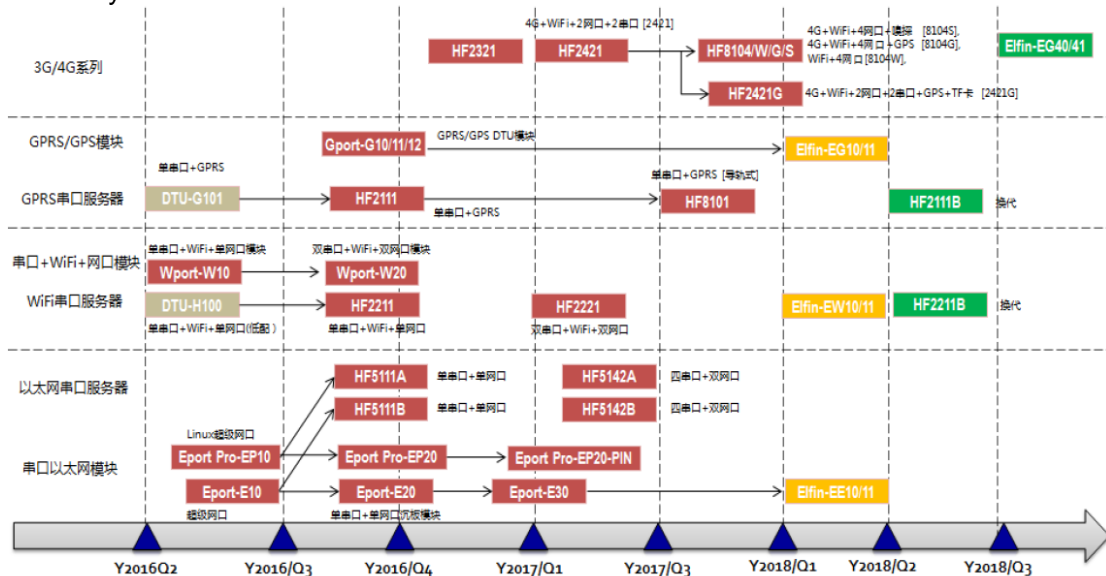 4G+WiFi+2网口+2串口 [2421]
3G/4G系列
HF2321
HF2421
HF8104/W/G/S
4G+WiFi+4网口+嗅探 [8104S],
4G+WiFi+4网口+GPS [8104G],
WiFi+4网口[8104W],
Elfin-EG40/41
HF2421G
4G+WiFi+2网口+2串口+GPS+TF卡 [2421G]
GPRS/GPS模块
Gport-G10/11/12
GPRS/GPS DTU模块
Elfin-EG10/11
单串口+GPRS
GPRS串口服务器
DTU-G101
HF2111
单串口+GPRS
单串口+GPRS [导轨式]
HF8101
HF2111B
换代
串口+WiFi+网口模块
单串口+WiFi+单网口模块
双串口+WiFi+双网口模块
Wport-W10
Wport-W20
WiFi串口服务器
DTU-H100
HF2211
HF2221
Elfin-EW10/11
HF2211B
换代
单串口+WiFi+单网口(低配)
单串口+WiFi+单网口
双串口+WiFi+双网口
以太网串口服务器
HF5111A
单串口+单网口
HF5142A
四串口+双网口
HF5111B
单串口+单网口
HF5142B
四串口+双网口
Linux超级网口
串口以太网模块
Eport Pro-EP10
Eport Pro-EP20
Eport Pro-EP20-PIN
Eport-E10
Eport-E20
Eport-E30
Elfin-EE10/11
超级网口
单串口+单网口沉板模块
Y2016Q2
Y2016/Q3
Y2016/Q4
Y2017/Q1
Y2017/Q3
Y2018/Q1
Y2018/Q2
Y2018/Q3